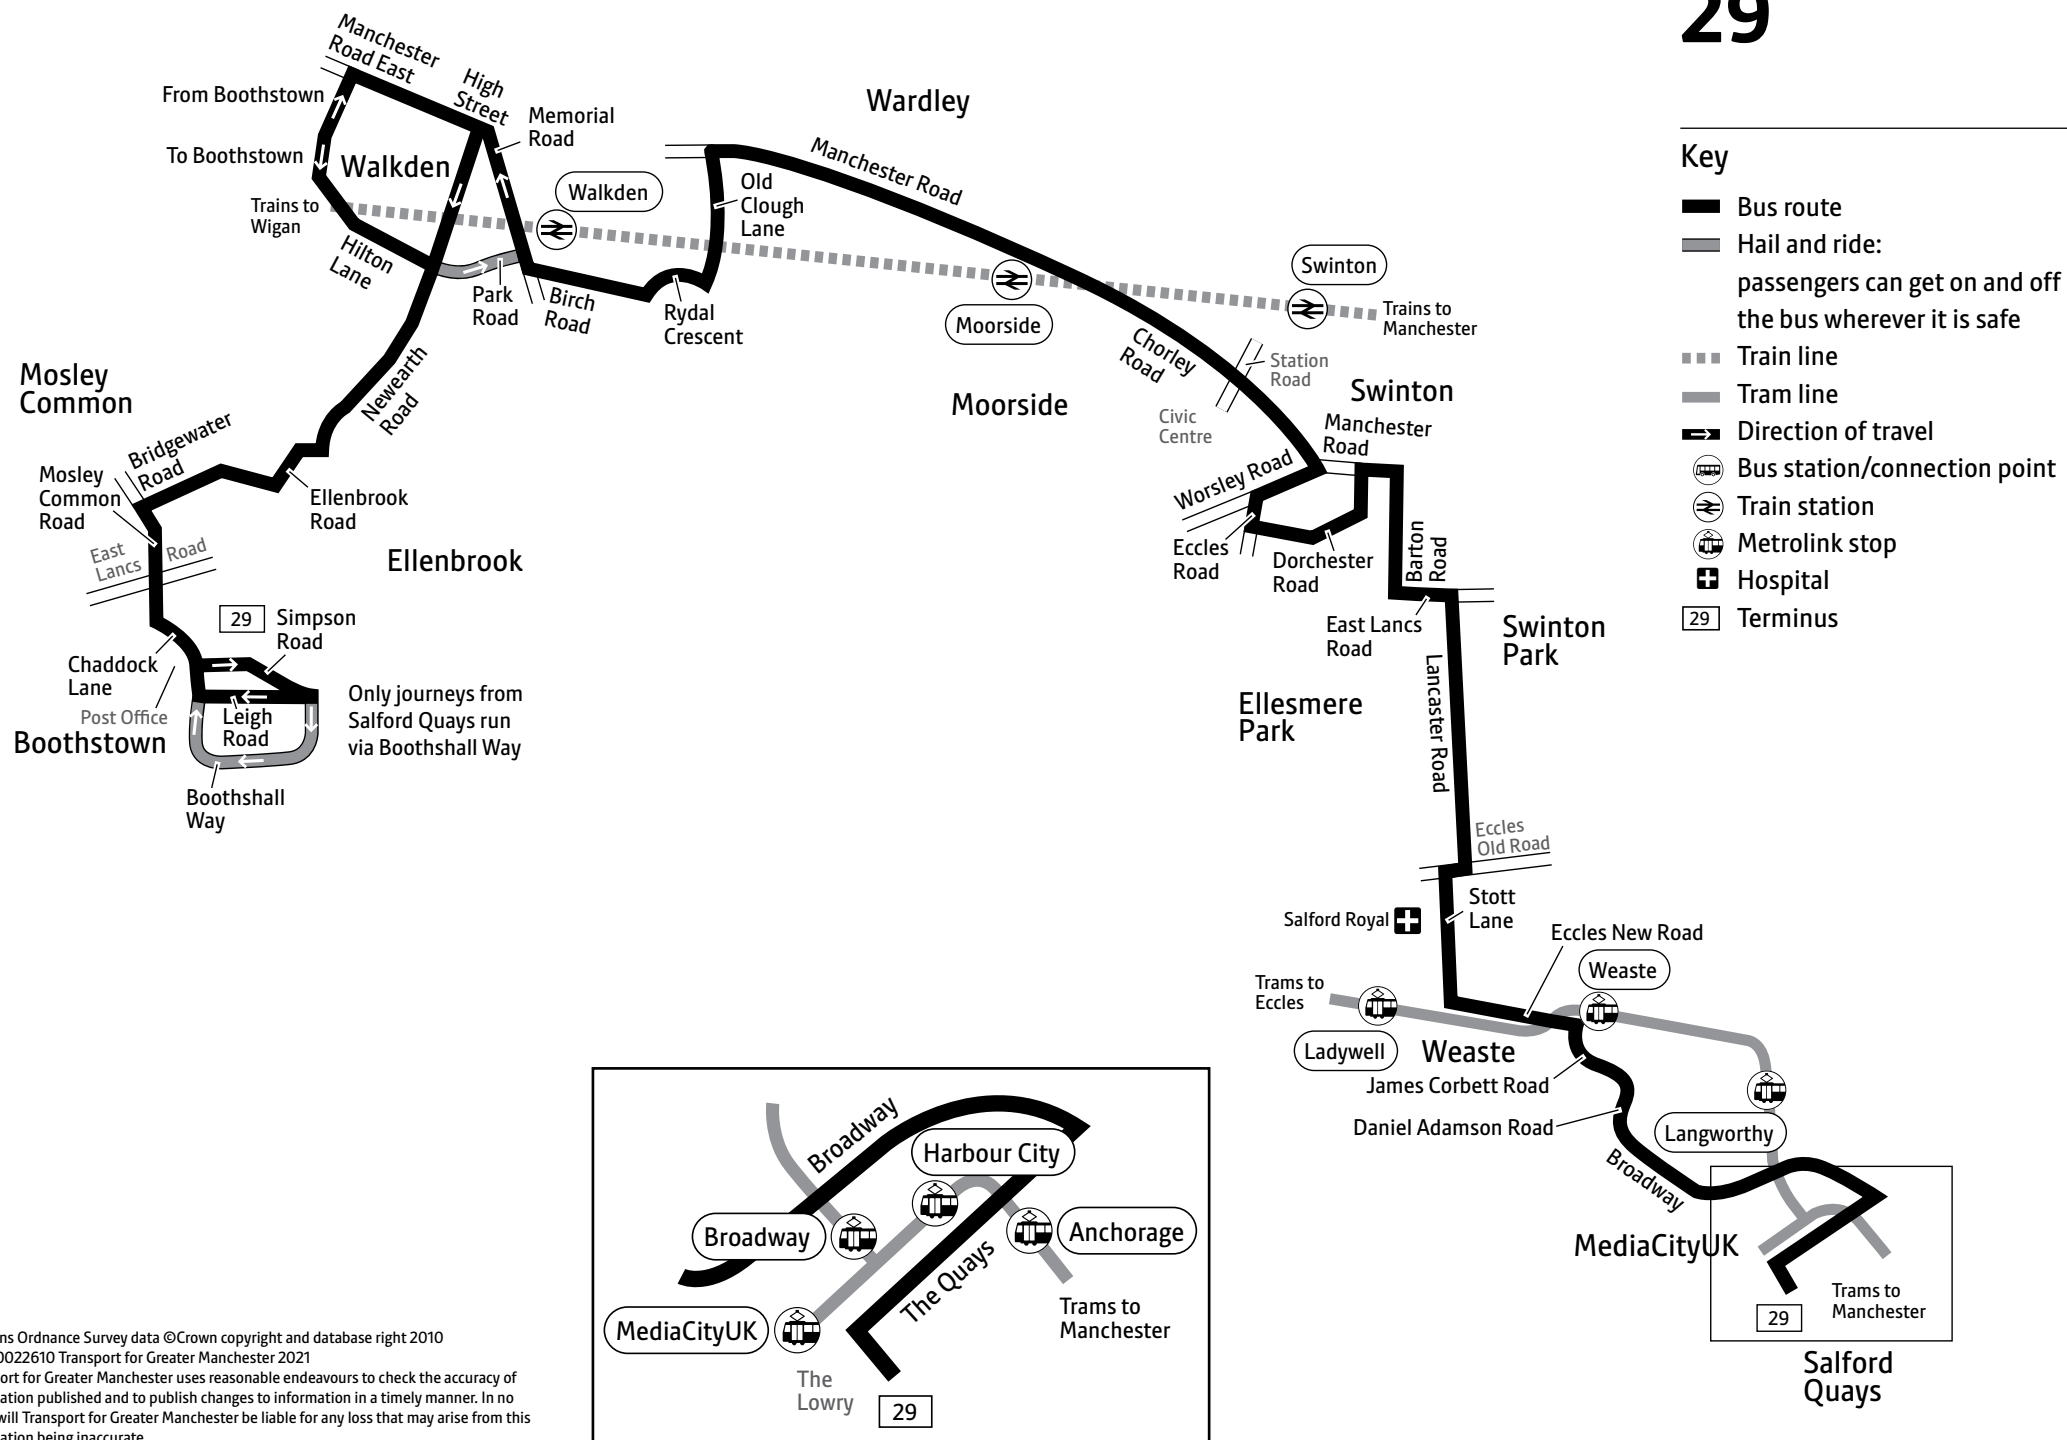 29
Key
Bus route
Hail and ride:
passengers can get on and off
the bus wherever it is safe
Train line
Tram line
Direction of travel
Bus station/connection point
Train station
Metrolink stop
Hospital
29 Terminus
Manchester
Road East
High
Street
From Boothstown
Memorial
Road
To Boothstown
Walkden
Walkden
Trains to
Wigan
Hilton
Lane
Park
Road
Birch
Road
Rydal
Crescent
Old
Clough
Lane
Wardley
Manchester Road
Moorside
Moorside
Swinton
Trains to
Manchester
Chorley
Road
Station
Road
Civic
Centre
Swinton
Manchester
Road
Worsley Road
Eccles
Road
Dorchester
Road
Barton
Road
East Lancs
Road
Swinton
Park
Ellesmere
Park
Lancaster Road
Mosley
Common
Newearth
Road
Bridgewater
Road
Mosley
Common
Road
Ellenbrook
Road
East
Lancs
Road
Ellenbrook
29
Simpson
Road
Chaddock
Lane
Post Office
Boothstown
Leigh
Road
Only journeys from
Salford Quays run
via Boothshall Way
Boothshall
Way
Eccles
Old Road
Stott
Lane
Salford Royal
Eccles New Road
Weaste
Trams to
Eccles
Ladywell
Weaste
James Corbett Road
Daniel Adamson Road
Langworthy
Broadway
MediaCityUK
Trams to
Manchester
29
Salford
Quays
Broadway
Harbour City
Broadway
Anchorage
The Quays
MediaCityUK
Trams to
Manchester
The
Lowry
29
ns Ordnance Survey data ©Crown copyright and database right 2010
0022610 Transport for Greater Manchester 2021
ort for Greater Manchester uses reasonable endeavours to check the accuracy of
ation published and to publish changes to information in a timely manner. In no
will Transport for Greater Manchester be liable for any loss that may arise from this
ation being inaccurate